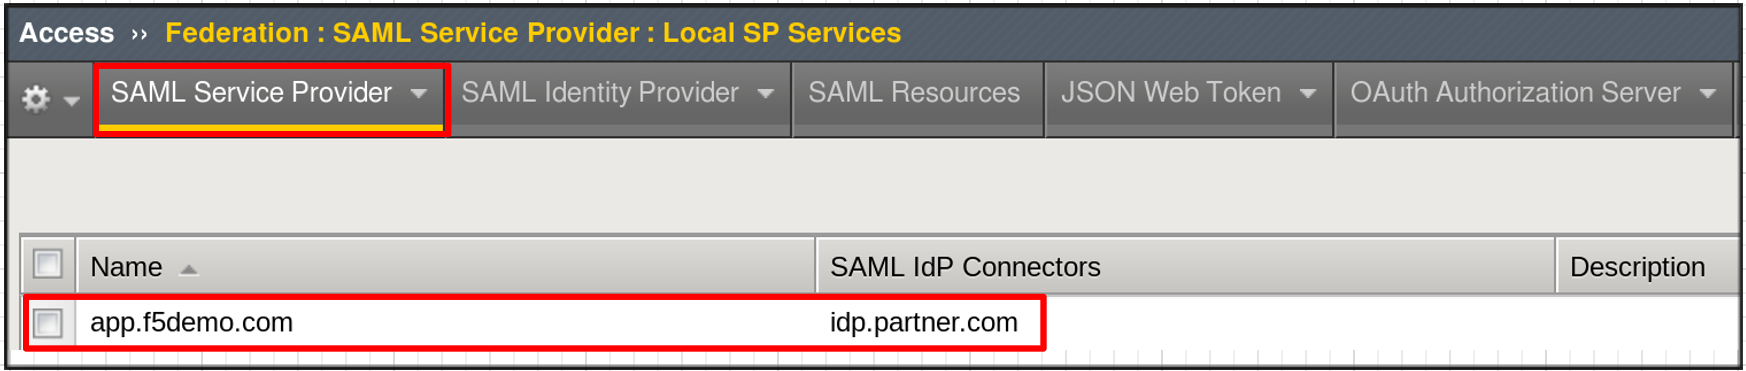 Access ›› Federation : SAML Service Provider : Local SP Services
SAML Service Provider SAML Identity Provider SAML Resources JSON Web Token OAuth Authorization Server
Name SAML IdP Connectors Description
app.f5demo.com idp.partner.com